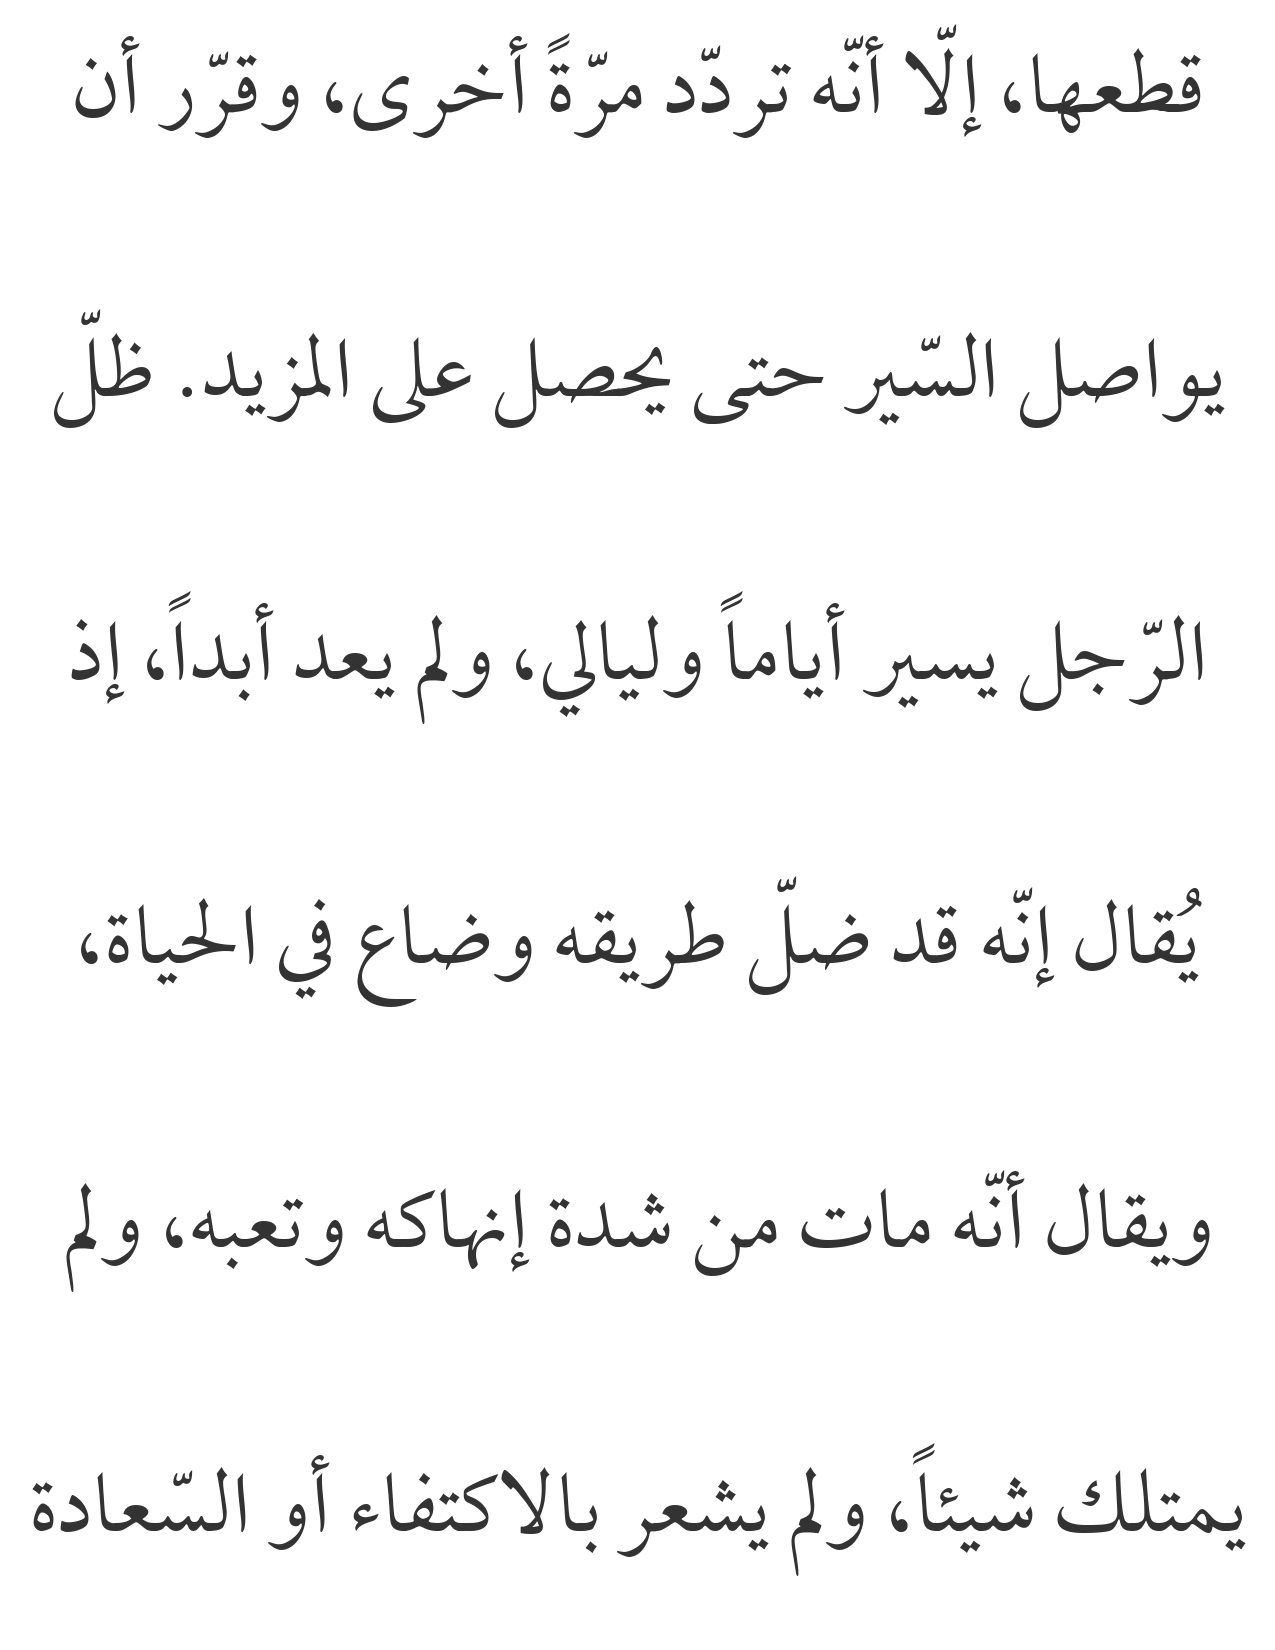 قطعها، إلّا أنّه تردّد مرّةً أخرى، وقرّر أن
يواصل السّير حتى يحصل على المزيد. ظلّ
الرّجل يسير أياماً وليالي، ولم يعد أبداً، إذ
يُقال إنّه قد ضلّ طريقه وضاع في الحياة،
ويقال أنّه مات من شدة إنهاكه وتعبه، ولم
يمتلك شيئاً، ولم يشعر بالاكتفاء أو السّعادة